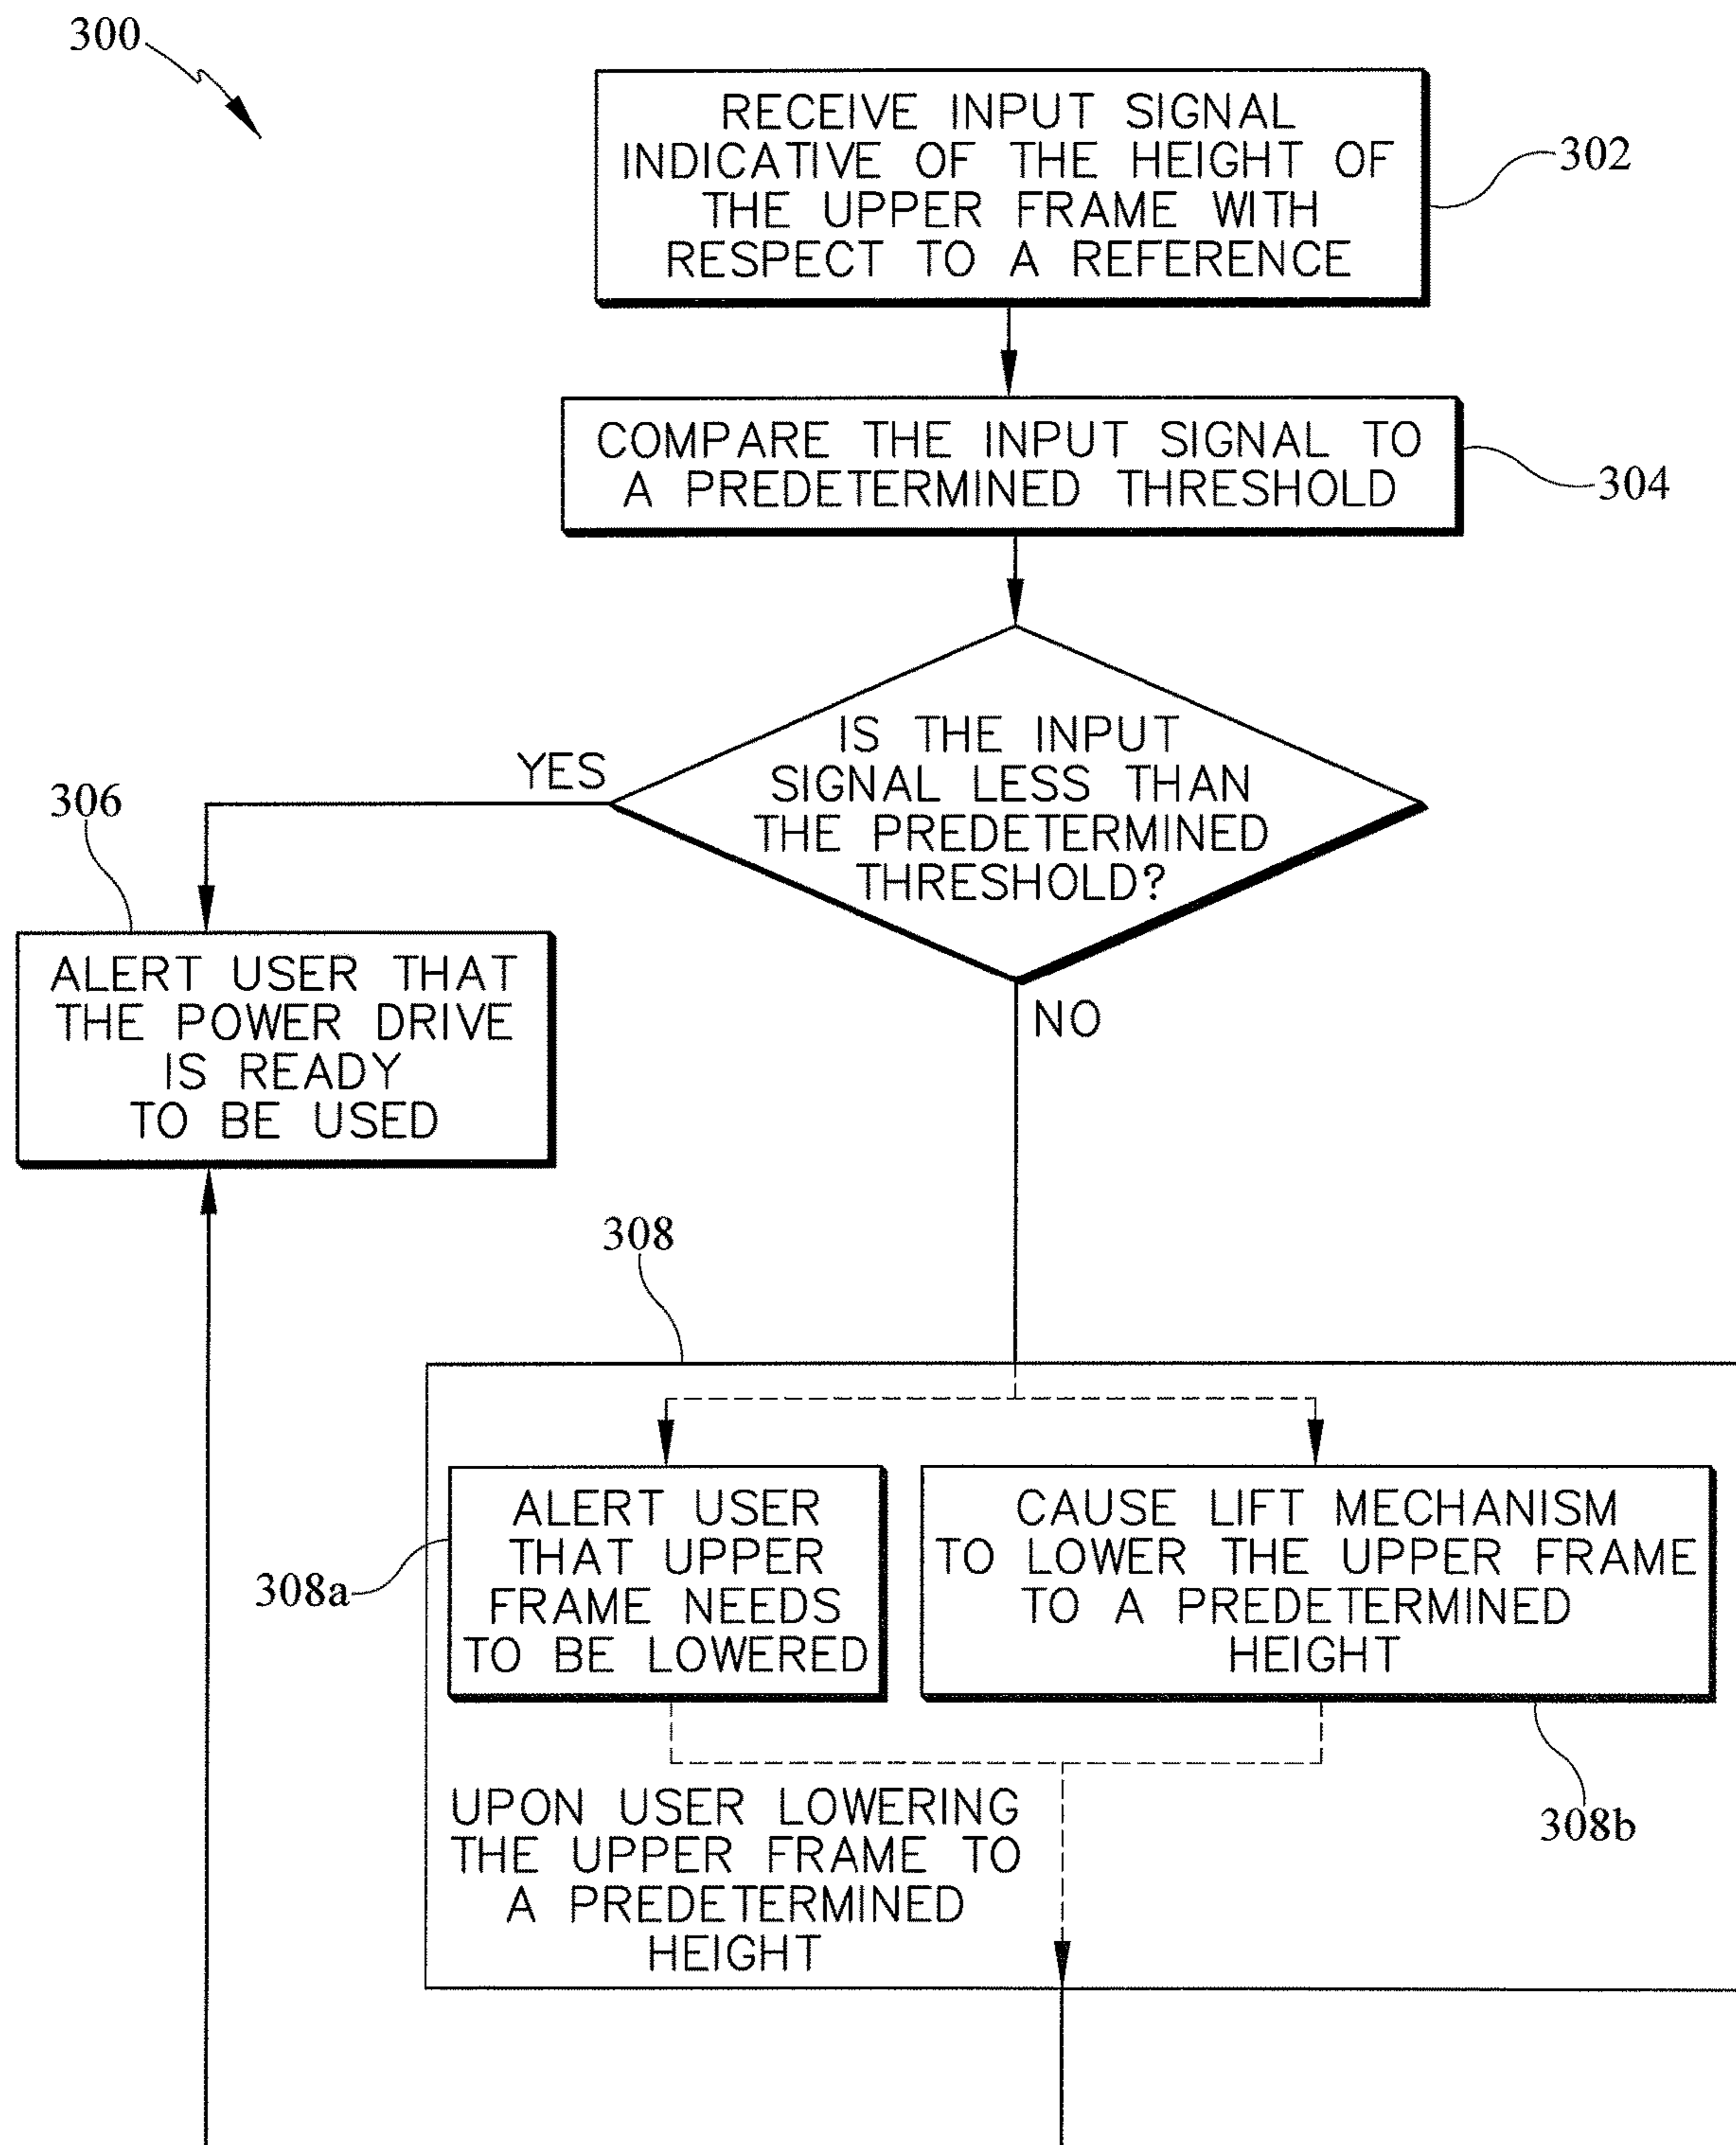 300
RECEIVE INPUT SIGNAL
INDICATIVE OF THE HEIGHT OF
THE UPPER FRAME WITH
RESPECT TO A REFERENCE
302
COMPARE THE INPUT SIGNAL TO
A PREDETERMINED THRESHOLD
304
IS THE INPUT
SIGNAL LESS THAN
THE PREDETERMINED
THRESHOLD?
YES
306
ALERT USER THAT
THE POWER DRIVE
IS READY
TO BE USED
NO
308
ALERT USER
THAT UPPER
FRAME NEEDS
TO BE LOWERED
308a
CAUSE LIFT MECHANISM
TO LOWER THE UPPER FRAME
TO A PREDETERMINED
HEIGHT
308b
UPON USER LOWERING
THE UPPER FRAME TO
A PREDETERMINED
HEIGHT